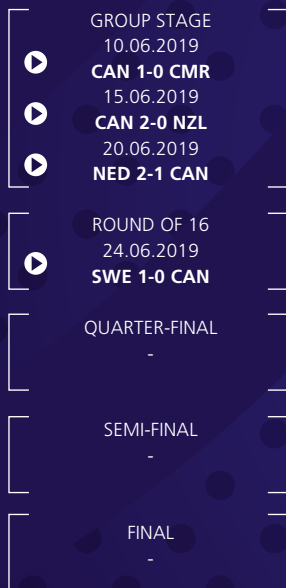 GROUP STAGE
10.06.2019
CAN 1-0 CMR
15.06.2019
CAN 2-0 NZL
20.06.2019
NED 2-1 CAN
ROUND OF 16
24.06.2019
SWE 1-0 CAN
QUARTER-FINAL
-
SEMI-FINAL
-
FINAL
-